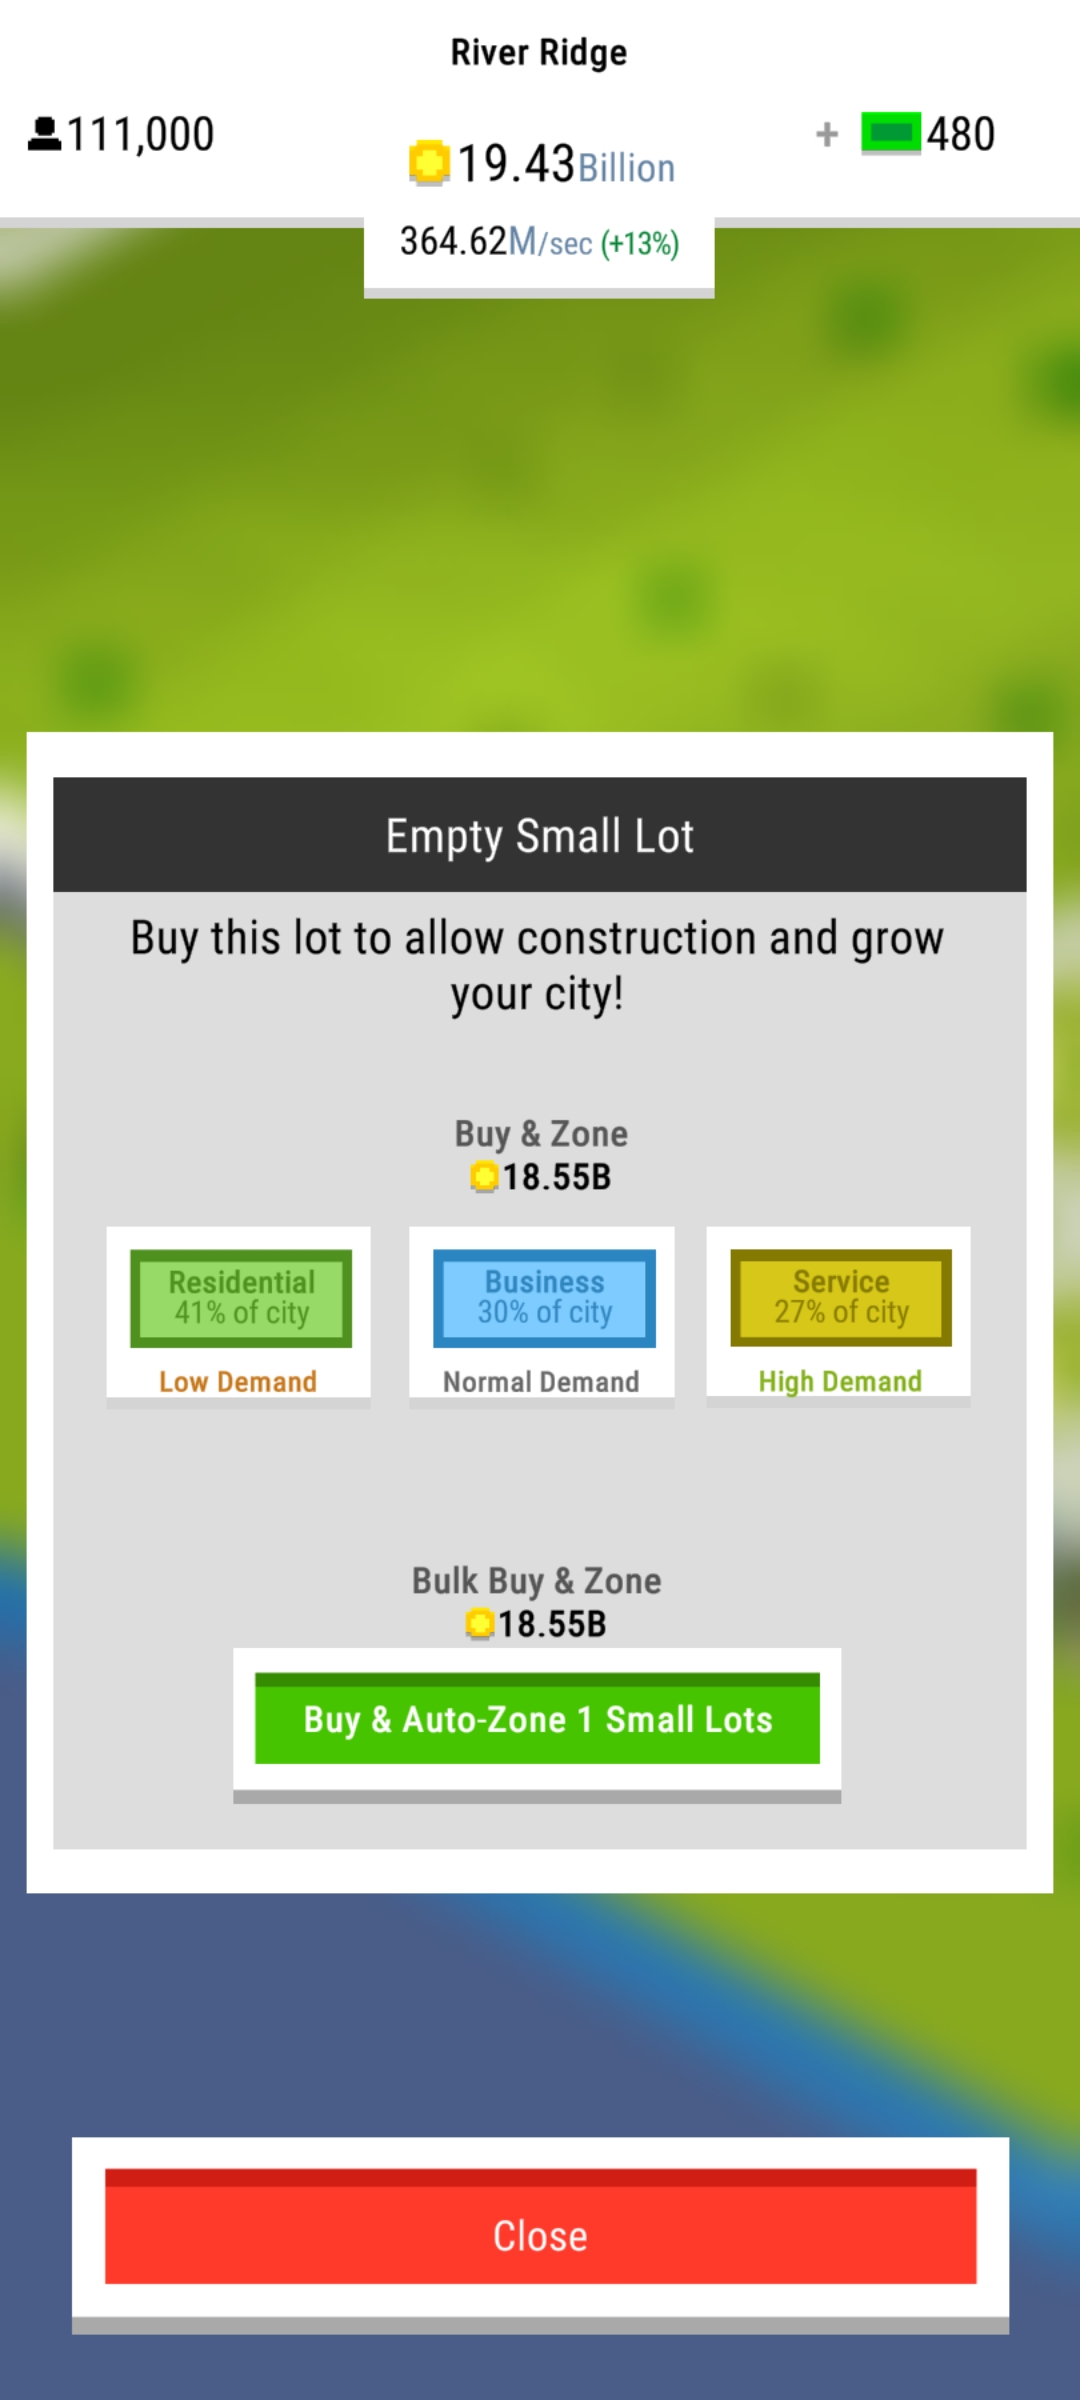 River Ridge
111,000
19.43Billion
+ 480
364.62M/sec (+13%)
Empty Small Lot
Buy this lot to allow construction and grow
your city!
Buy & Zone
18.55B
Residential
41% of city
Low Demand
Business
30% of city
Normal Demand
Service
27% of city
High Demand
Bulk Buy & Zone
18.55B
Buy & Auto-Zone 1 Small Lots
Close